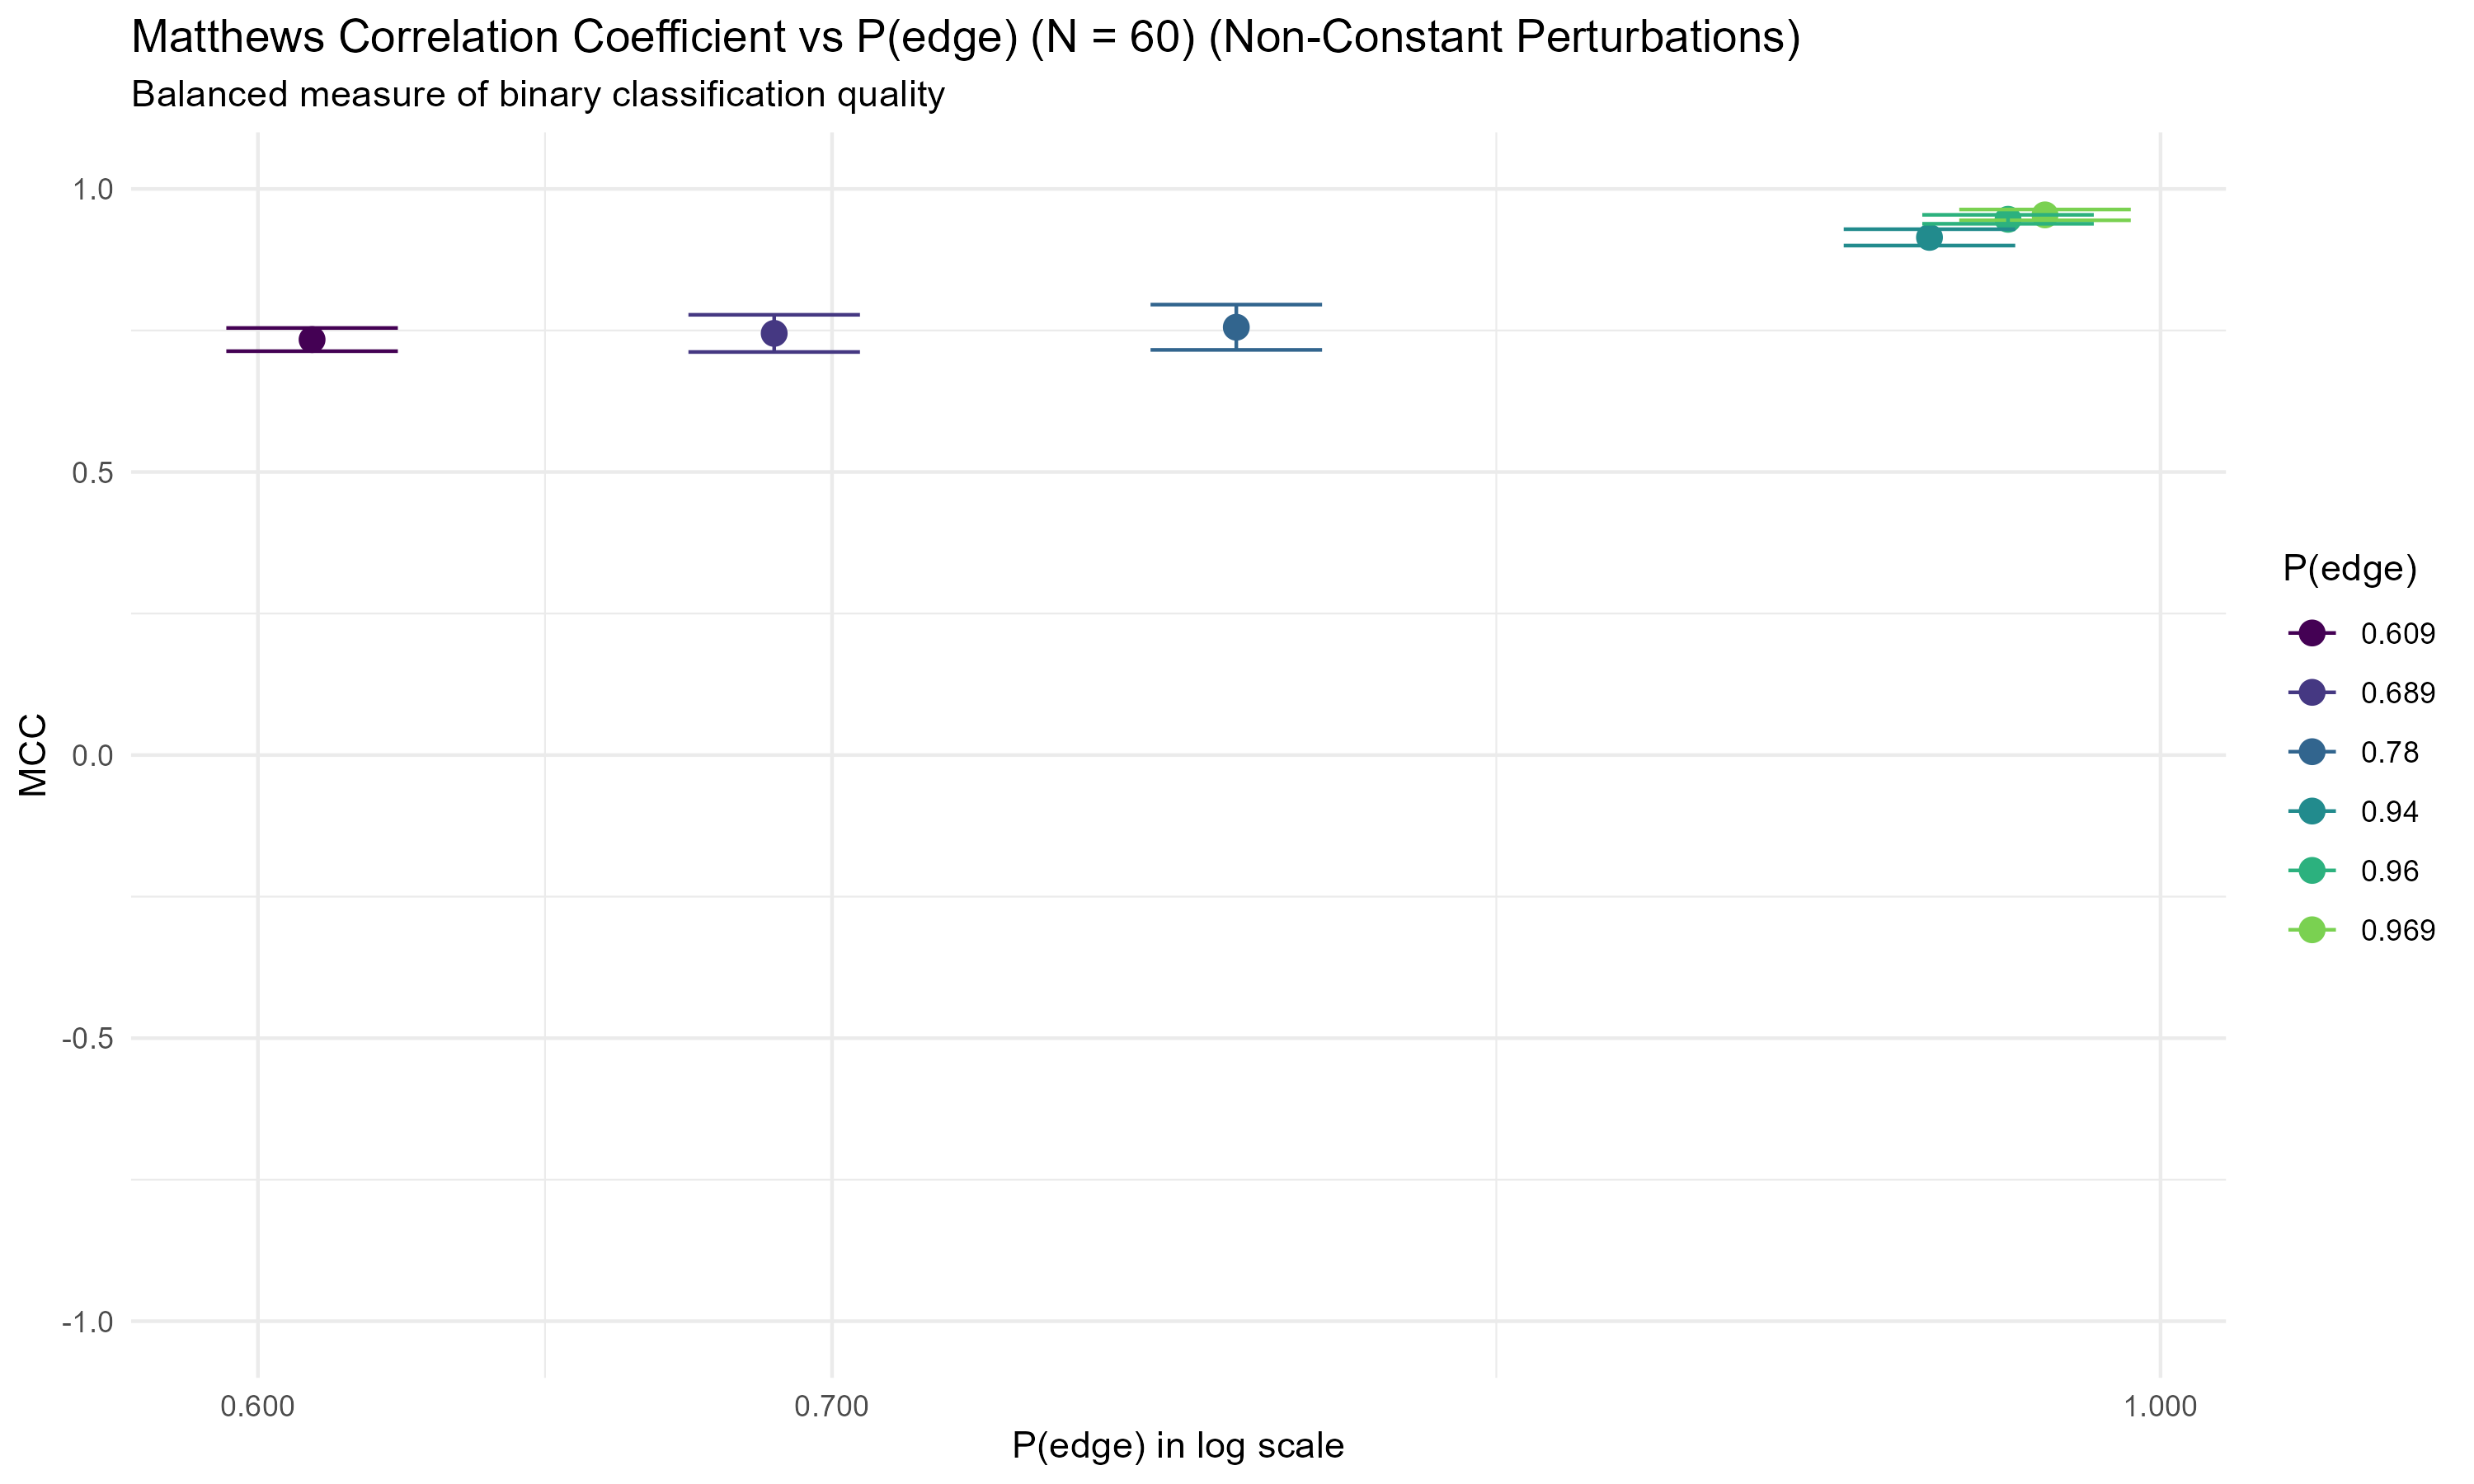 Matthews Correlation Coefficient vs P(edge) (N = 60) (Non-Constant Perturbations)
Balanced measure of binary classification quality
1.0
0.5
0.0
-0.5
-1.0
MCC
0.600
0.700
1.000
P(edge) in log scale
P(edge)
0.609
0.689
0.78
0.94
0.96
0.969